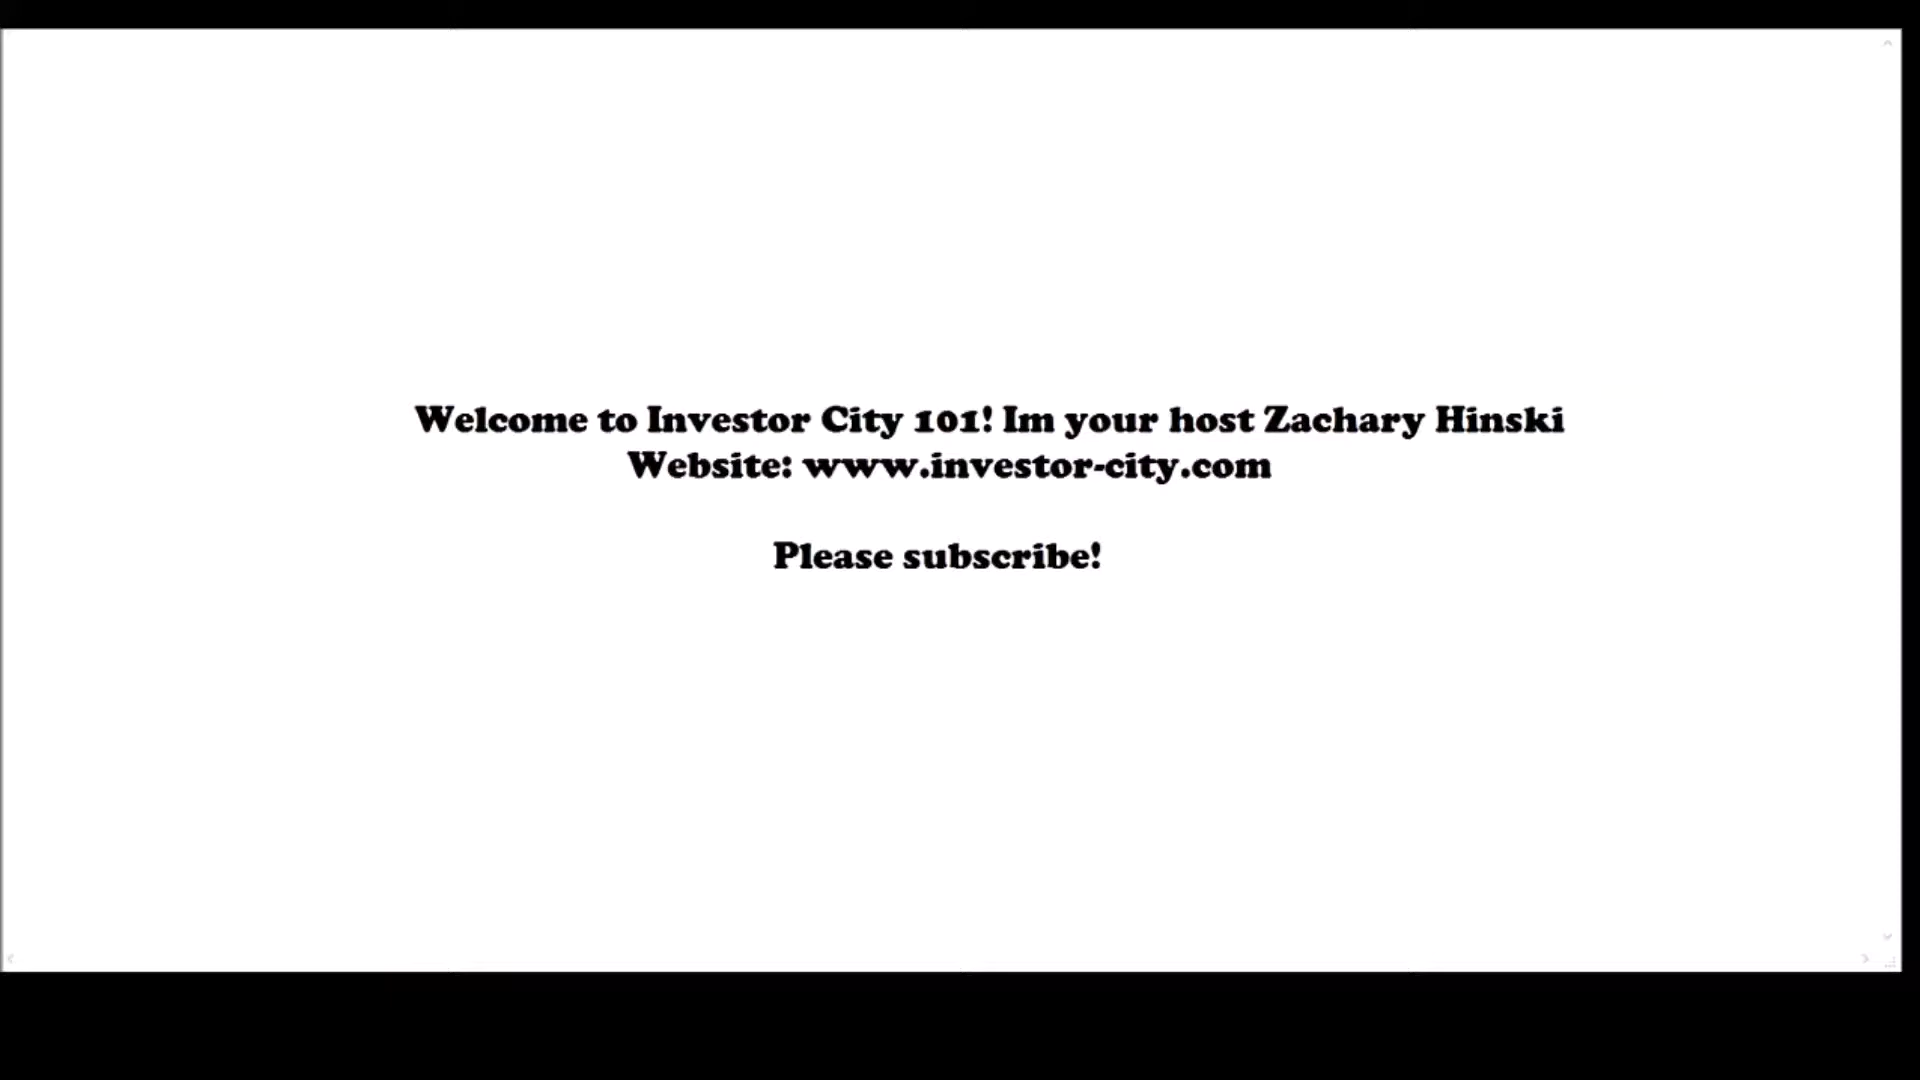 Welcome to Investor City 101! Im your host Zachary Hinski
Website: www.investor-city.com
Please subscribe!